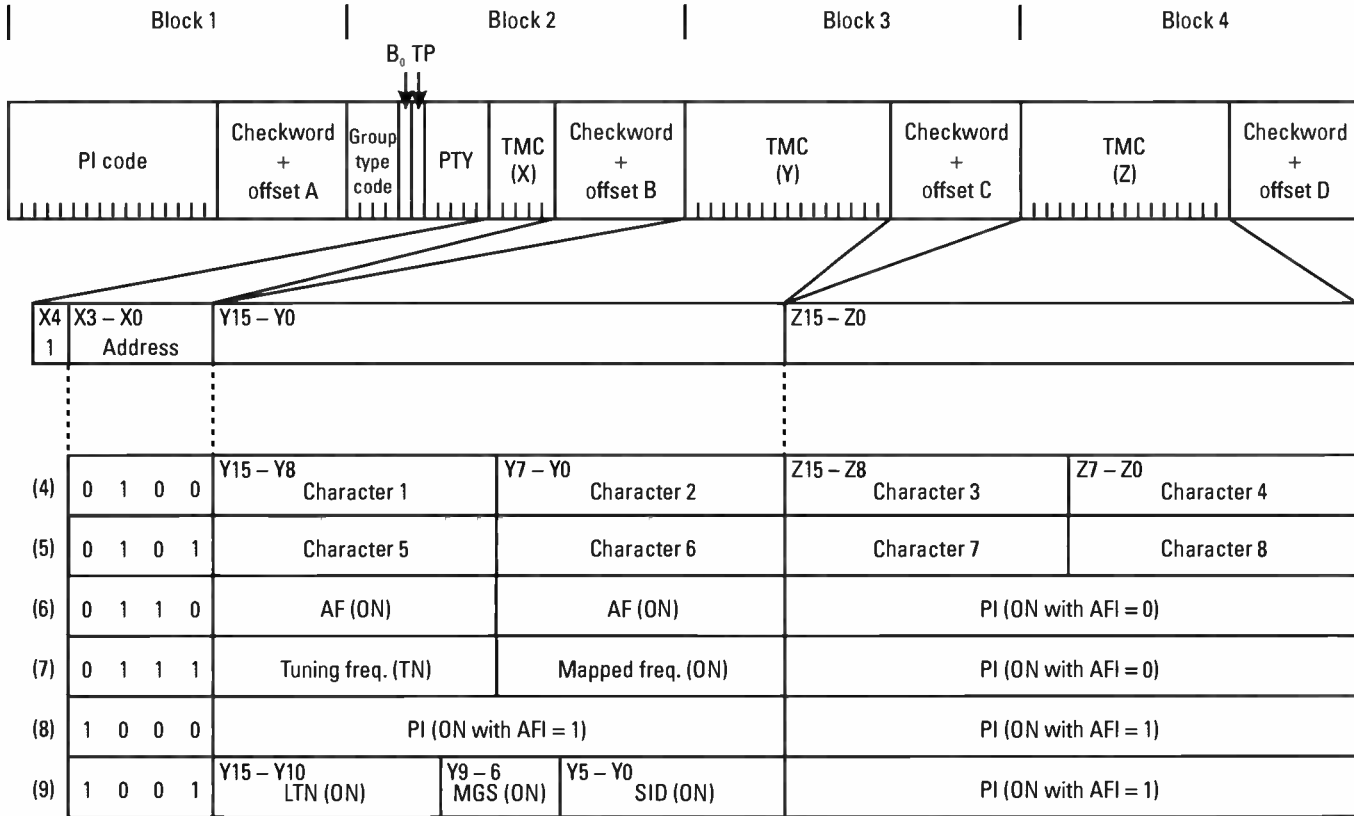 Block 1 Block 2 Block 3 Block 4
B₀ TP
PI code
Checkword
+
offset A
Group
type
code
PTY
TMC
(X)
Checkword
+
offset B
TMC
(Y)
Checkword
+
offset C
TMC
(Z)
Checkword
+
offset D
X4
1
X3 – X0
Address
Y15 – Y0
Z15 – Z0
(4) 0 1 0 0
Y15 – Y8
Character 1
Y7 – Y0
Character 2
Z15 – Z8
Character 3
Z7 – Z0
Character 4
(5) 0 1 0 1 Character 5 Character 6 Character 7 Character 8
(6) 0 1 1 0 AF (ON) AF (ON) PI (ON with AFI = 0)
(7) 0 1 1 1 Tuning freq. (TN) Mapped freq. (ON) PI (ON with AFI = 0)
(8) 1 0 0 0 PI (ON with AFI = 1) PI (ON with AFI = 1)
(9) 1 0 0 1
Y15 – Y10
LTN (ON)
Y9 – 6
MGS (ON)
Y5 – Y0
SID (ON)
PI (ON with AFI = 1)